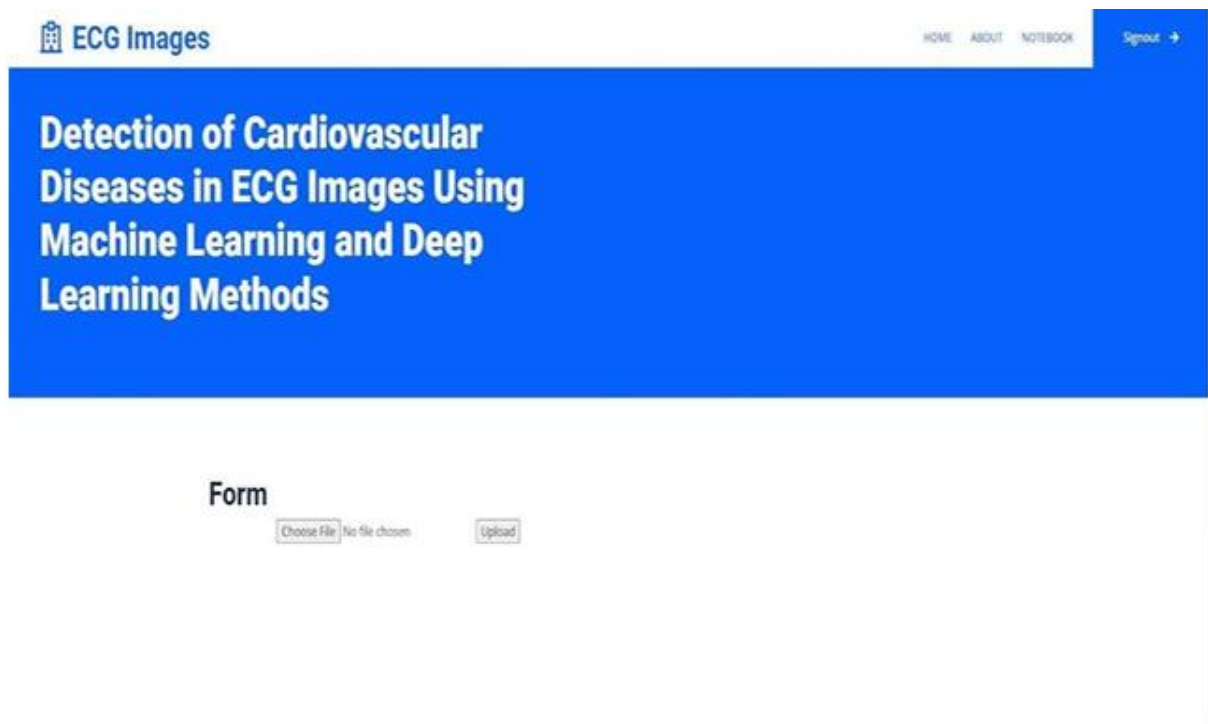 ECG Images
HOME ABOUT NOTEBOOK Signout
Detection of Cardiovascular
Diseases in ECG Images Using
Machine Learning and Deep
Learning Methods
Form
Choose File No file chosen Upload